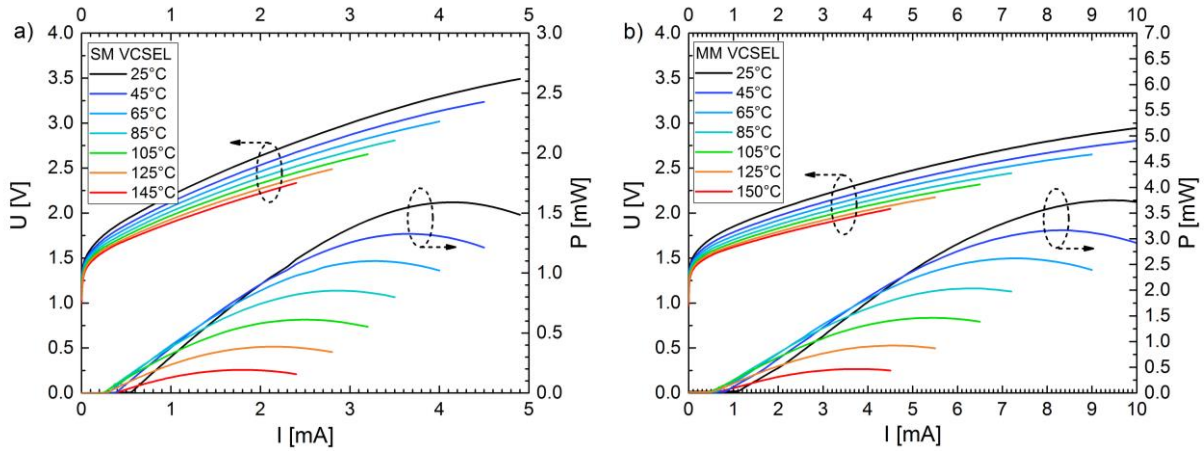 a)
0 1 2 3 4 5
4.0 3.5 3.0 2.5 2.0 1.5 1.0 0.5 0.0
U [V]
SM VCSEL
25°C
45°C
65°C
85°C
105°C
125°C
145°C
3.0 2.5 2.0 1.5 1.0 0.5 0.0
P [mW]
0 1 2 3 4 5
I [mA]
b)
0 1 2 3 4 5 6 7 8 9 10
4.0 3.5 3.0 2.5 2.0 1.5 1.0 0.5 0.0
U [V]
MM VCSEL
25°C
45°C
65°C
85°C
105°C
125°C
150°C
7.0 6.5 6.0 5.5 5.0 4.5 4.0 3.5 3.0 2.5 2.0 1.5 1.0 0.5 0.0
P [mW]
0 1 2 3 4 5 6 7 8 9 10
I [mA]